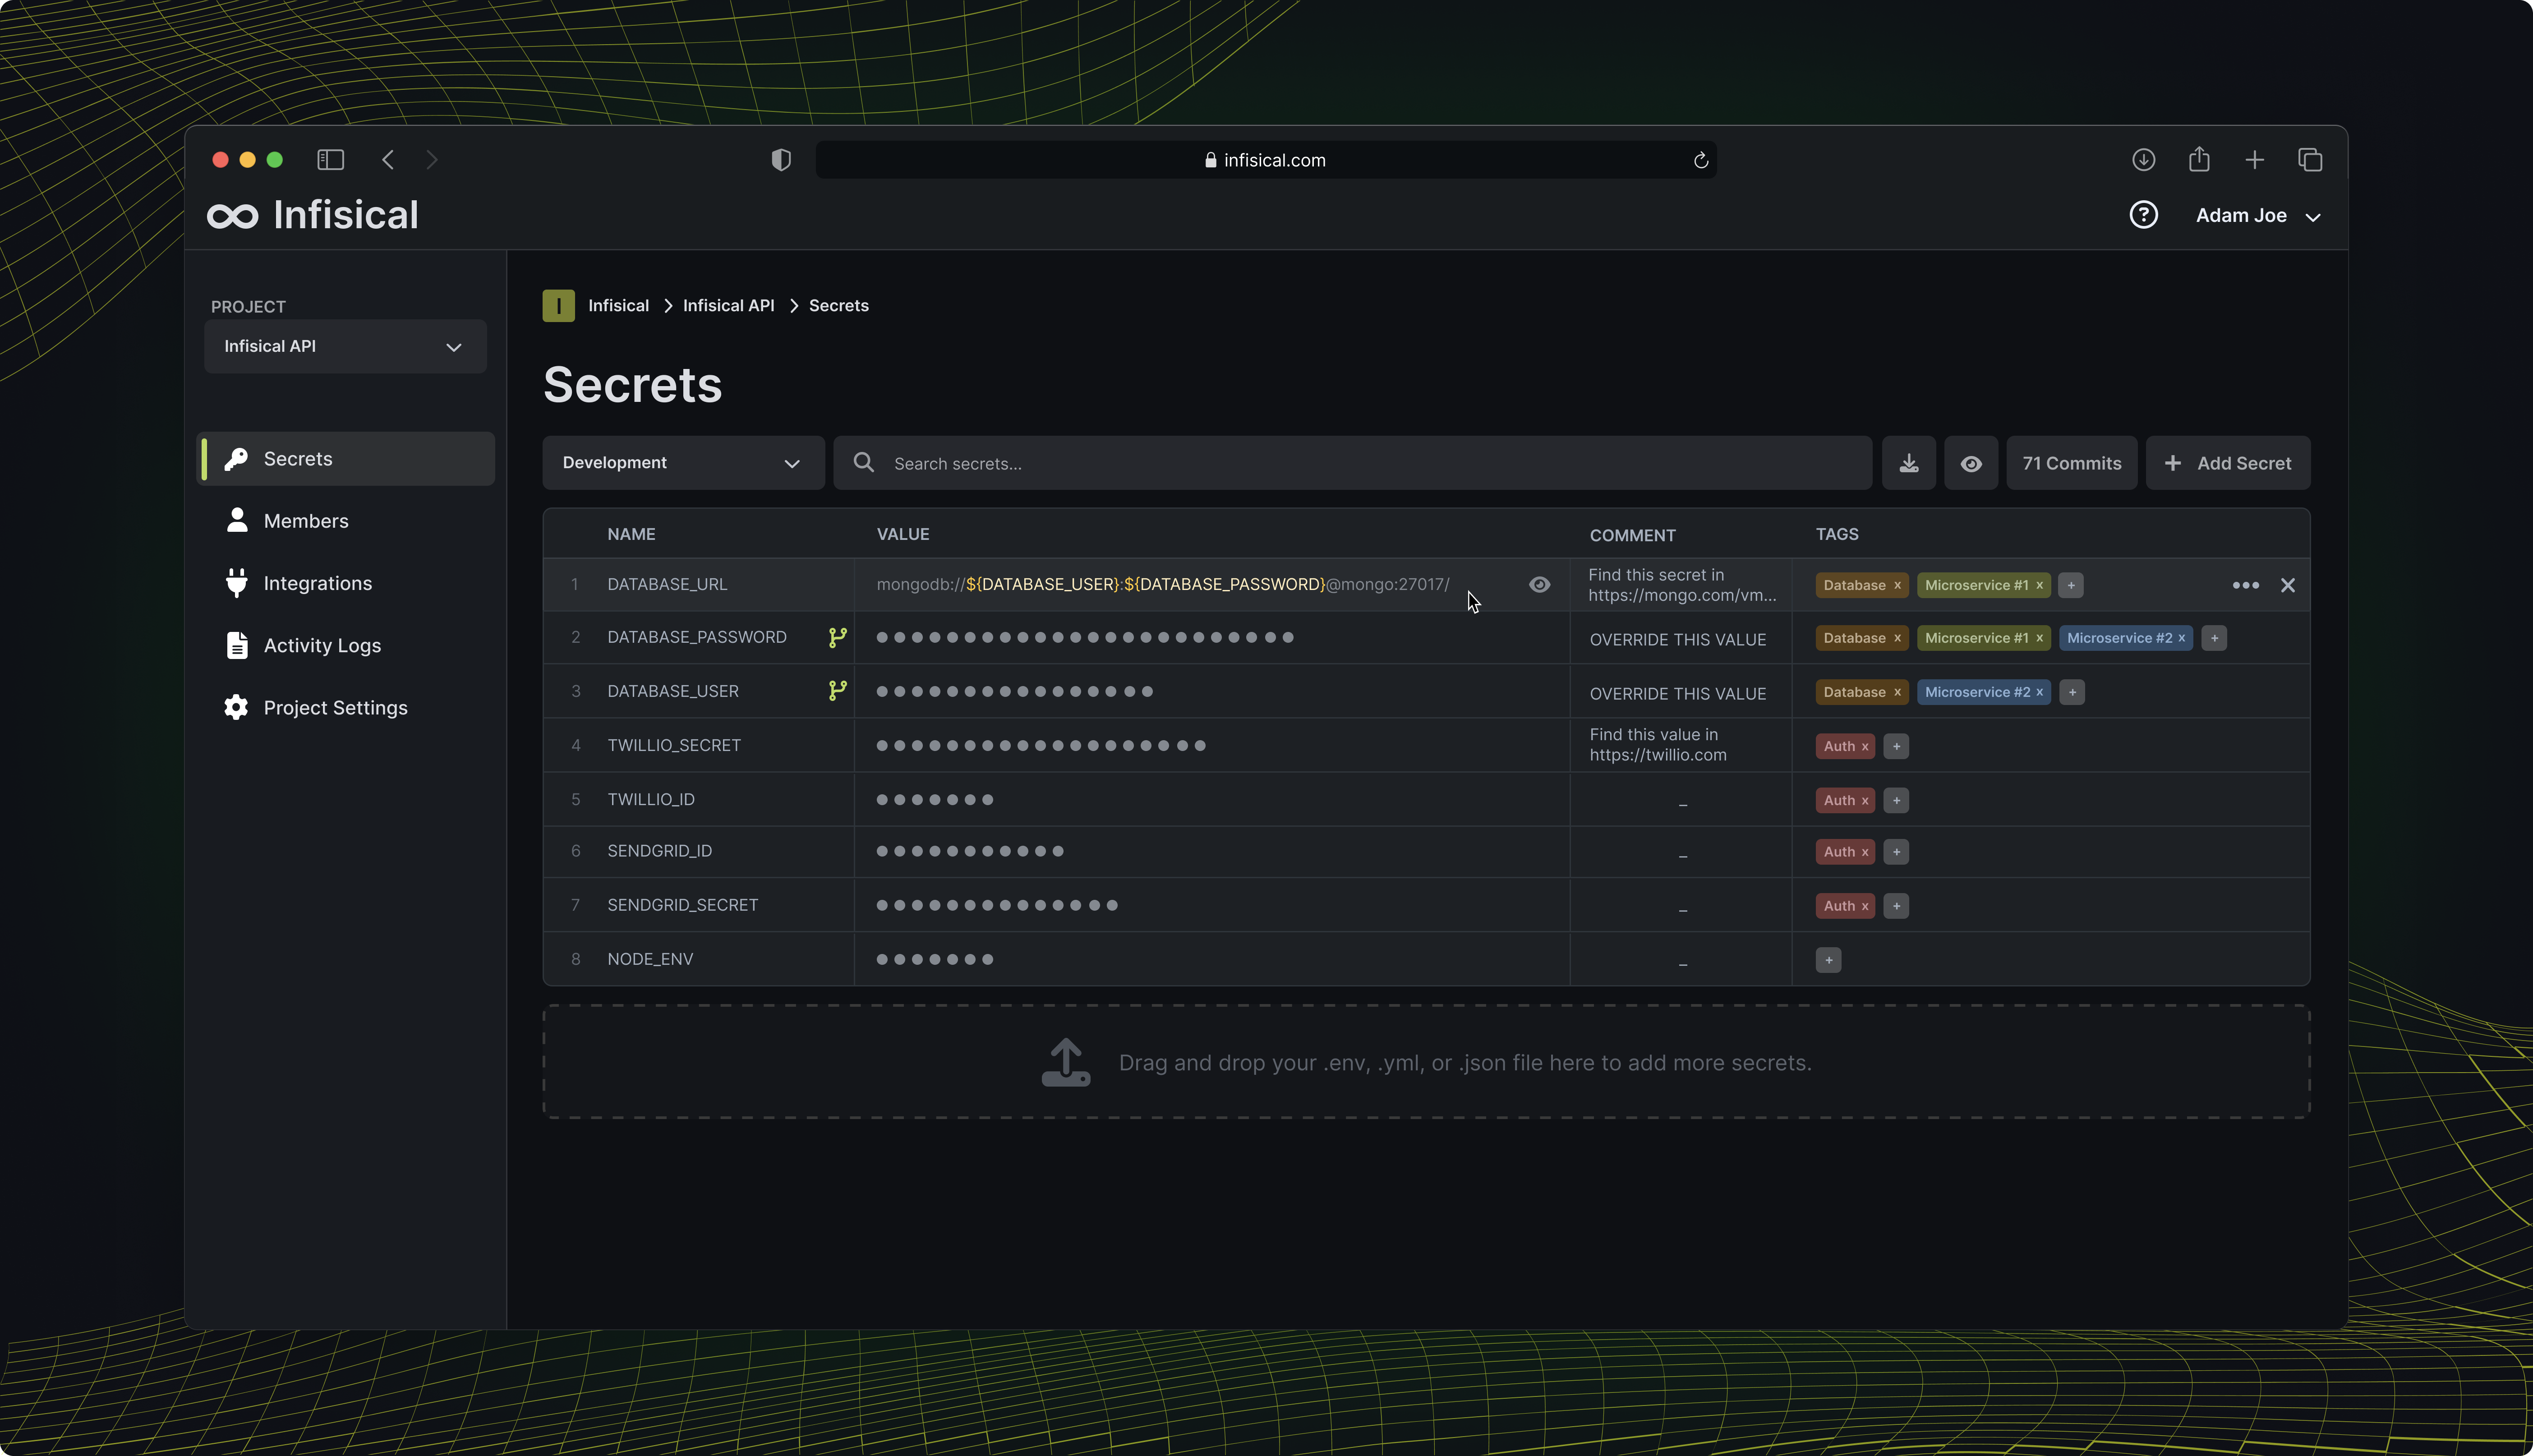 infisical.com
Infisical
Adam Joe
PROJECT
Infisical API
Secrets
Members
Integrations
Activity Logs
Project Settings
I Infisical > Infisical API > Secrets
Secrets
Development
Search secrets...
71 Commits
+ Add Secret
NAME VALUE COMMENT TAGS
1 DATABASE_URL mongodb://${DATABASE_USER}:${DATABASE_PASSWORD}@mongo:27017/ Find this secret in
https://mongo.com/vm... Database x Microservice #1 x +
2 DATABASE_PASSWORD ●●●●●●●●●●●●●●●●●●●●●●●● OVERRIDE THIS VALUE Database x Microservice #1 x Microservice #2 x +
3 DATABASE_USER ●●●●●●●●●●●●●●●● OVERRIDE THIS VALUE Database x Microservice #2 x +
4 TWILLIO_SECRET ●●●●●●●●●●●●●●●●●●● Find this value in
https://twillio.com Auth x +
5 TWILLIO_ID ●●●●●●● – Auth x +
6 SENDGRID_ID ●●●●●●●●●●● – Auth x +
7 SENDGRID_SECRET ●●●●●●●●●●●●●● – Auth x +
8 NODE_ENV ●●●●●●● – +
Drag and drop your .env, .yml, or .json file here to add more secrets.